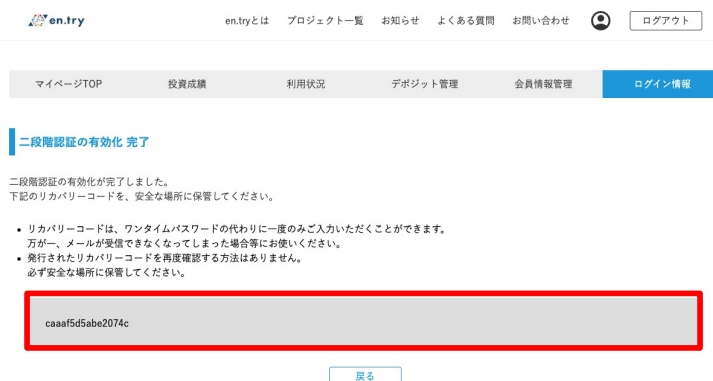 en.try
en.tryとは プロジェクト一覧 お知らせ よくある質問 お問い合わせ ログアウト
マイページTOP 投資成績 利用状況 デポジット管理 会員情報管理 ログイン情報
二段階認証の有効化 完了
二段階認証の有効化が完了しました。
下記のリカバリーコードを、安全な場所に保管してください。
▪ リカバリーコードは、ワンタイムパスワードの代わりに一度のみご入力いただくことができます。
万が一、メールが受信できなくなってしまった場合等にお使いください。
▪ 発行されたリカバリーコードを再度確認する方法はありません。
必ず安全な場所に保管してください。
caaaf5d5abe2074c
戻る